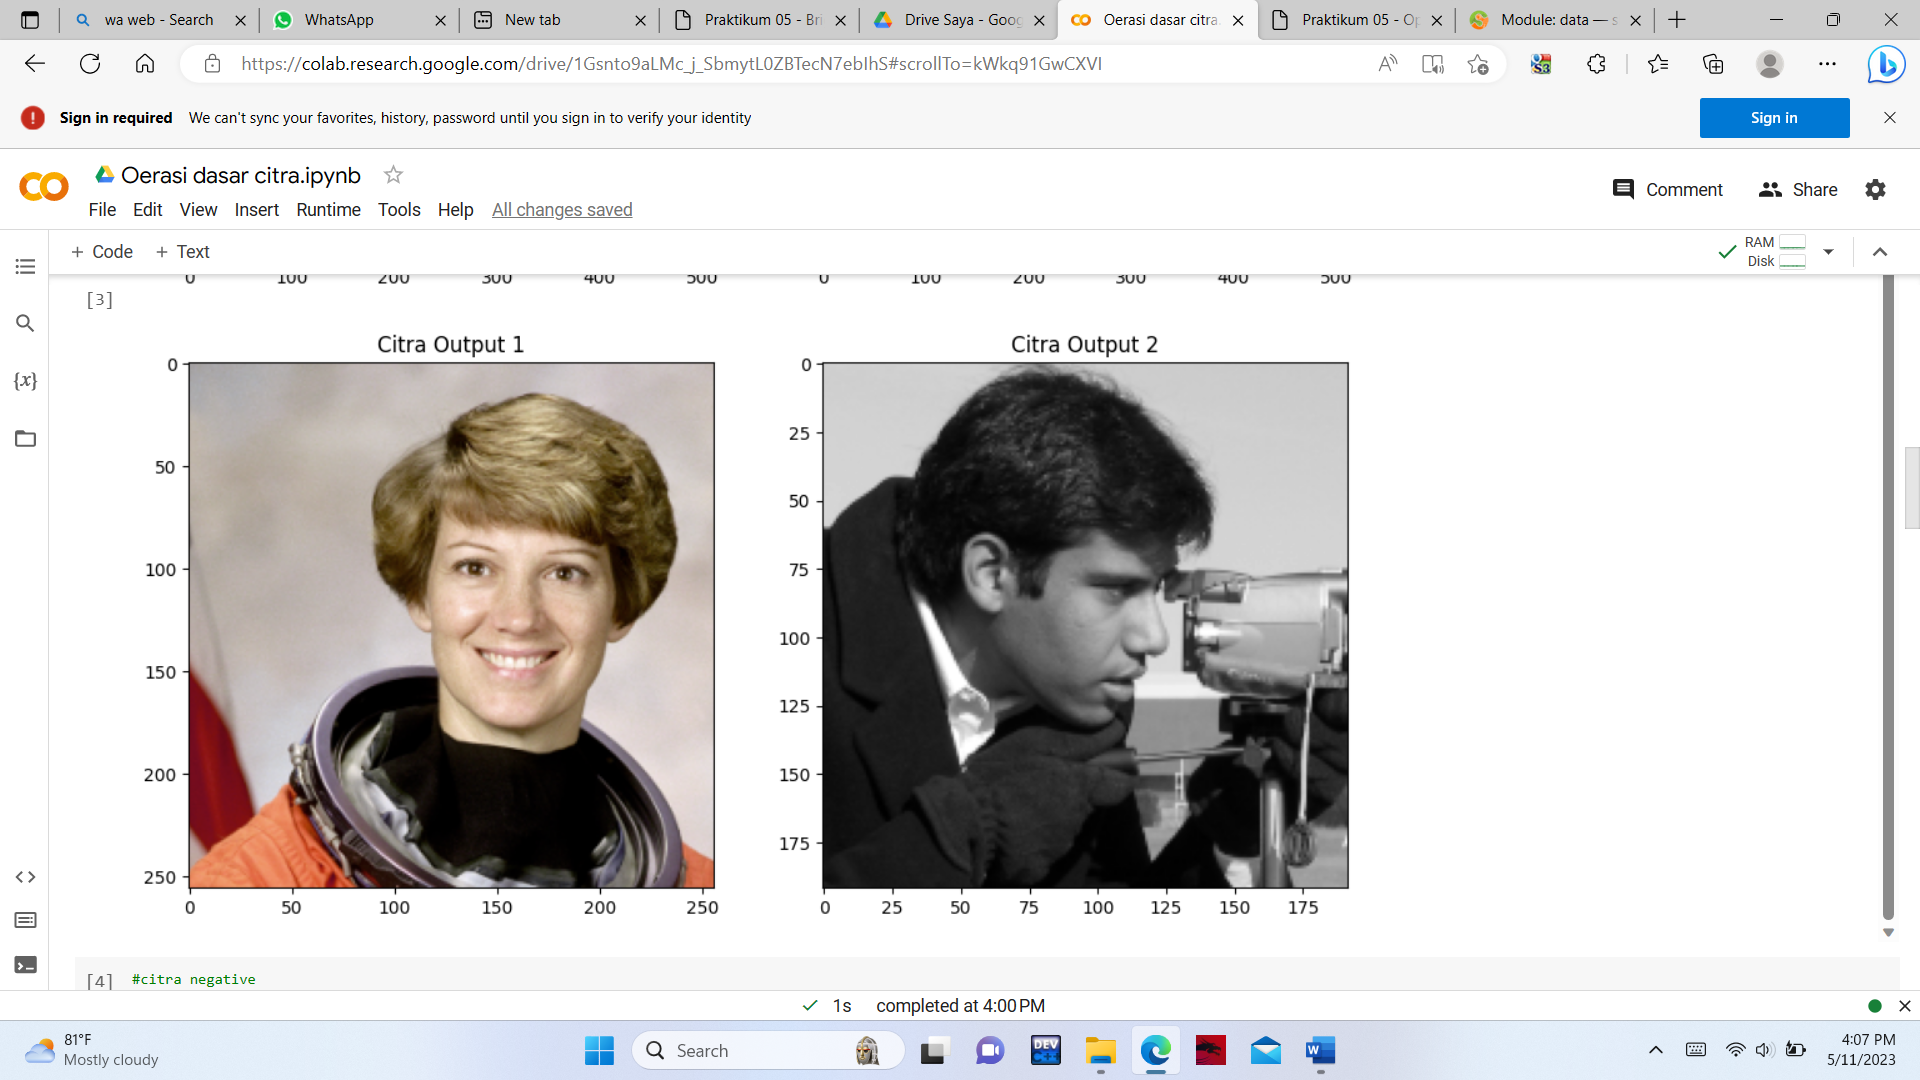 wa web - Search
WhatsApp
New tab
Praktikum 05 - Bri
Drive Saya - Goog
Oerasi dasar citra.
Praktikum 05 - Op
Module: data — s
https://colab.research.google.com/drive/1Gsnto9aLMc_j_SbmytL0ZBTecN7ebIhS#scrollTo=kWkq91GwCXVI
Sign in required We can't sync your favorites, history, password until you sign in to verify your identity
Sign in
Oerasi dasar citra.ipynb
Comment
Share
File Edit View Insert Runtime Tools Help All changes saved
+ Code + Text
RAM
Disk
0 100 200 300 400 500
0 100 200 300 400 500
[3]
Citra Output 1
0
50
100
150
200
250
0 50 100 150 200 250
Citra Output 2
0
25
50
75
100
125
150
175
0 25 50 75 100 125 150 175
{x}
[4] #citra negative
1s completed at 4:00 PM
81°F
Mostly cloudy
Search
DEV
C++
W
4:07 PM
5/11/2023